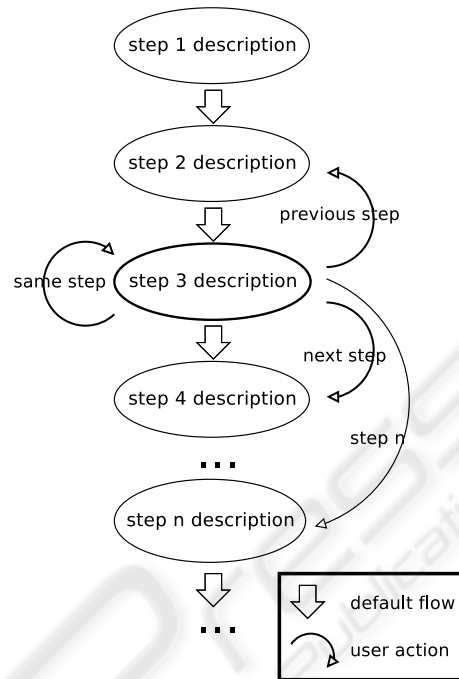 step 1 description
step 2 description
previous step
same step
step 3 description
next step
step 4 description
step n
...
step n description
default flow
...
user action